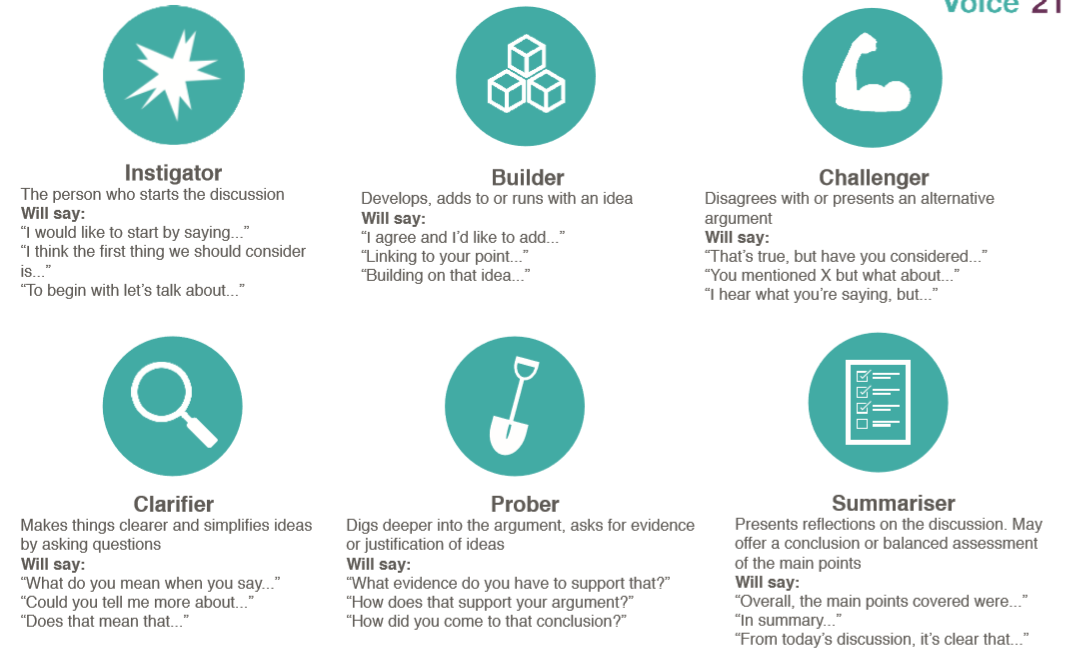 Voice 21
Instigator
The person who starts the discussion
Will say:
“I would like to start by saying...”
“I think the first thing we should consider
is...”
“To begin with let’s talk about...”
Builder
Develops, adds to or runs with an idea
Will say:
“I agree and I’d like to add...”
“Linking to your point...”
“Building on that idea...”
Challenger
Disagrees with or presents an alternative
argument
Will say:
“That’s true, but have you considered...”
“You mentioned X but what about...”
“I hear what you’re saying, but...”
Clarifier
Makes things clearer and simplifies ideas
by asking questions
Will say:
“What do you mean when you say...”
“Could you tell me more about...”
“Does that mean that...”
Prober
Digs deeper into the argument, asks for evidence
or justification of ideas
Will say:
“What evidence do you have to support that?”
“How does that support your argument?”
“How did you come to that conclusion?”
Summariser
Presents reflections on the discussion. May
offer a conclusion or balanced assessment
of the main points
Will say:
“Overall, the main points covered were...”
“In summary...”
“From today’s discussion, it’s clear that...”